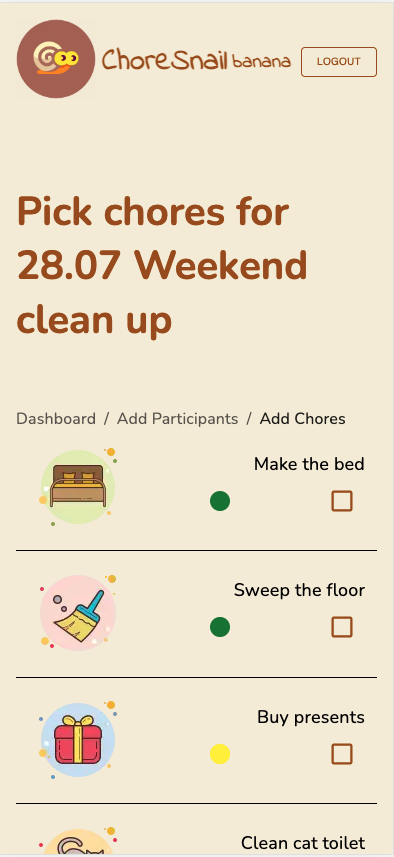 ChoreSnail banana
LOGOUT
Pick chores for
28.07 Weekend
clean up
Dashboard / Add Participants / Add Chores
Make the bed
Sweep the floor
Buy presents
Clean cat toilet